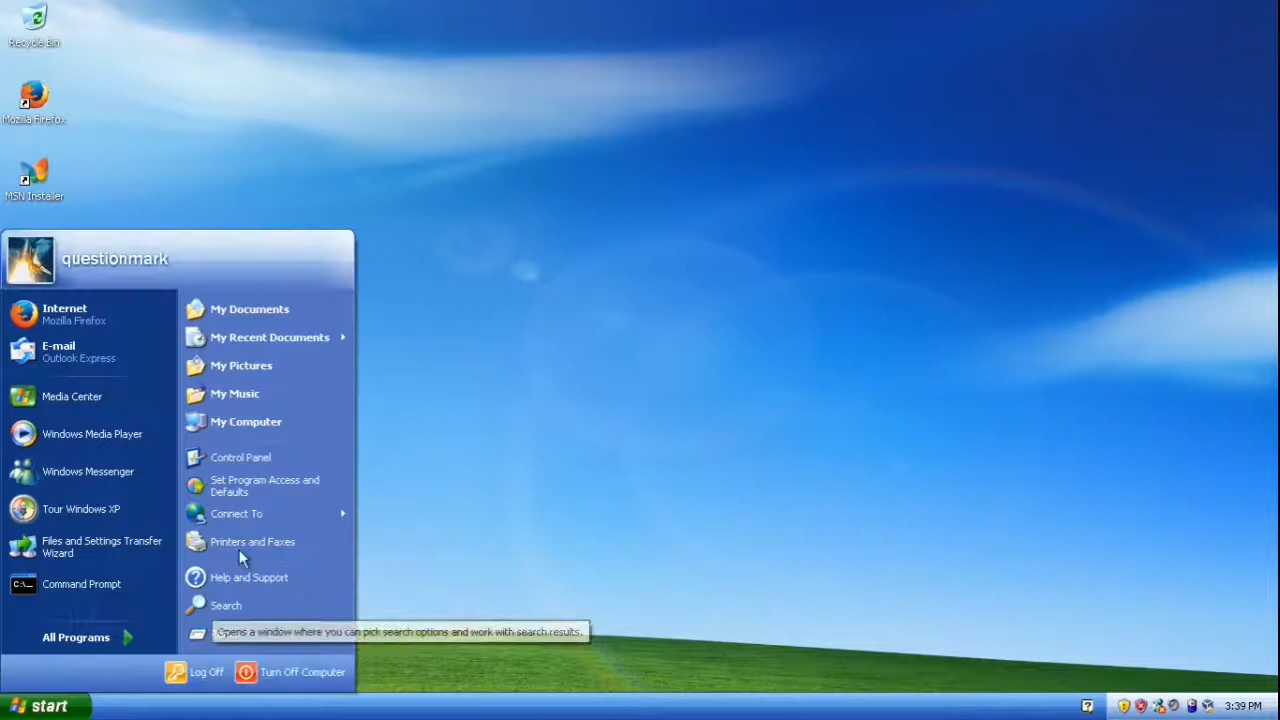 Recycle Bin
Mozilla Firefox
MSN Installer
questionmark
Internet
Mozilla Firefox
E-mail
Outlook Express
Media Center
Windows Media Player
Windows Messenger
Tour Windows XP
Files and Settings Transfer
Wizard
Command Prompt
All Programs
My Documents
My Recent Documents
My Pictures
My Music
My Computer
Control Panel
Set Program Access and
Defaults
Connect To
Printers and Faxes
Help and Support
Search
Opens a window where you can pick search options and work with search results.
Log Off
Turn Off Computer
start
3:39 PM